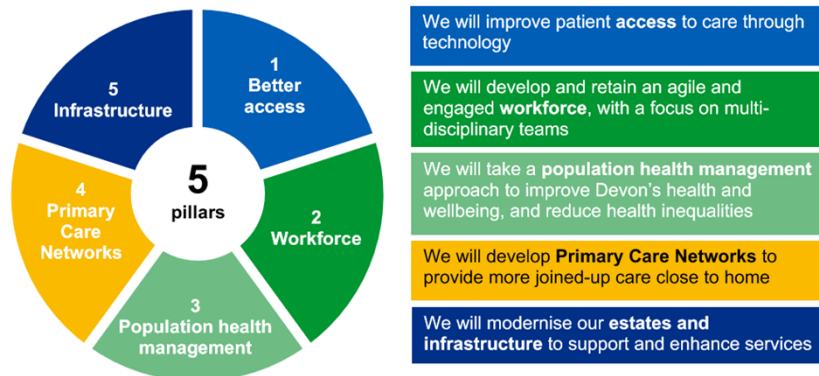 1
Better
access
2
Workforce
3
Population health
management
4
Primary
Care
Networks
5
Infrastructure
5
pillars
We will improve patient access to care through
technology
We will develop and retain an agile and
engaged workforce, with a focus on multi-
disciplinary teams
We will take a population health management
approach to improve Devon's health and
wellbeing, and reduce health inequalities
We will develop Primary Care Networks to
provide more joined-up care close to home
We will modernise our estates and
infrastructure to support and enhance services